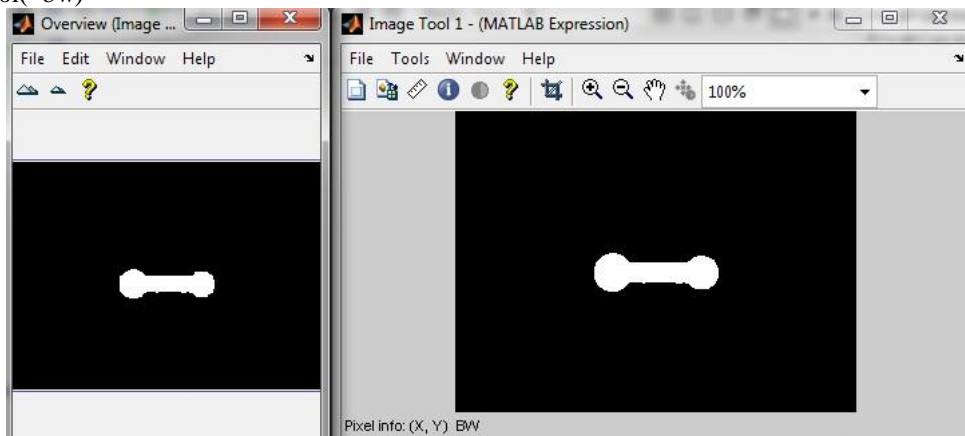 Overview (Image ...
File Edit Window Help
Image Tool 1 - (MATLAB Expression)
File Tools Window Help
100%
Pixel info: (X, Y) BW